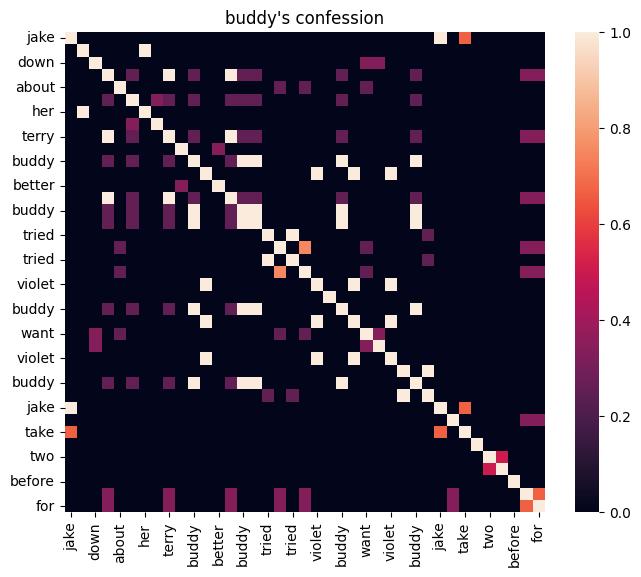 buddy's confession
jake
down
about
her
terry
buddy
better
buddy
tried
tried
violet
buddy
want
violet
buddy
jake
take
two
before
for
jake down about her terry buddy better buddy tried tried violet buddy want violet buddy jake take two before for
1.0
0.8
0.6
0.4
0.2
0.0